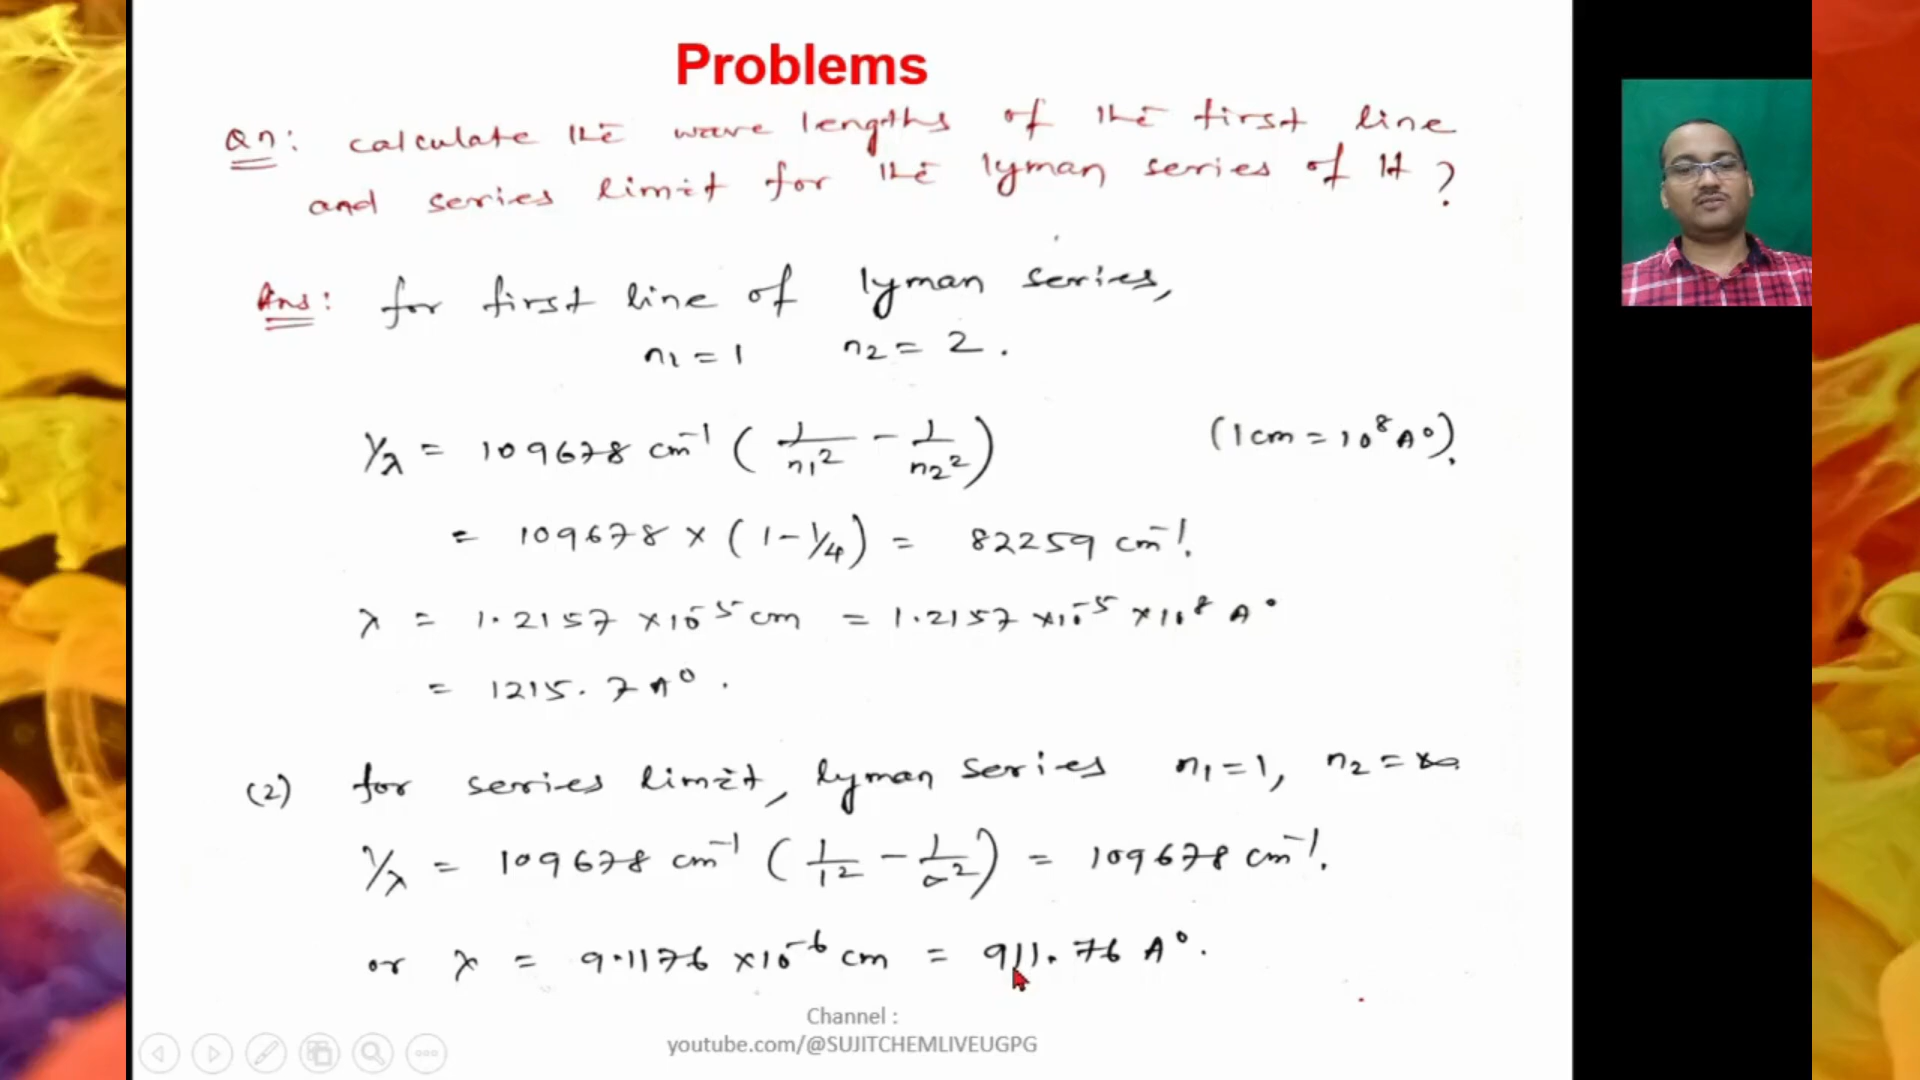 Problems
Qn: calculate the wave lengths of the first line
and series limit for the lyman series of H ?
Ans: for first line of lyman series,
n₁ = 1 n₂ = 2 .
1/λ = 109678 cm⁻¹ ( 1/n₁² − 1/n₂² ) (1 cm = 10⁸ A°).
= 109678 × ( 1 − 1/4 ) = 82259 cm⁻¹.
λ = 1.2157 × 10⁻⁵ cm = 1.2157 × 10⁻⁵ × 10⁸ A°
= 1215.7 A° .
(2) for series limit, lyman series n₁ = 1, n₂ = ∞
1/λ = 109678 cm⁻¹ ( 1/1² − 1/∞² ) = 109678 cm⁻¹.
or λ = 9.1176 × 10⁻⁶ cm = 911.76 A°.
Channel :
youtube.com/@SUJITCHEMLIVEUGPG